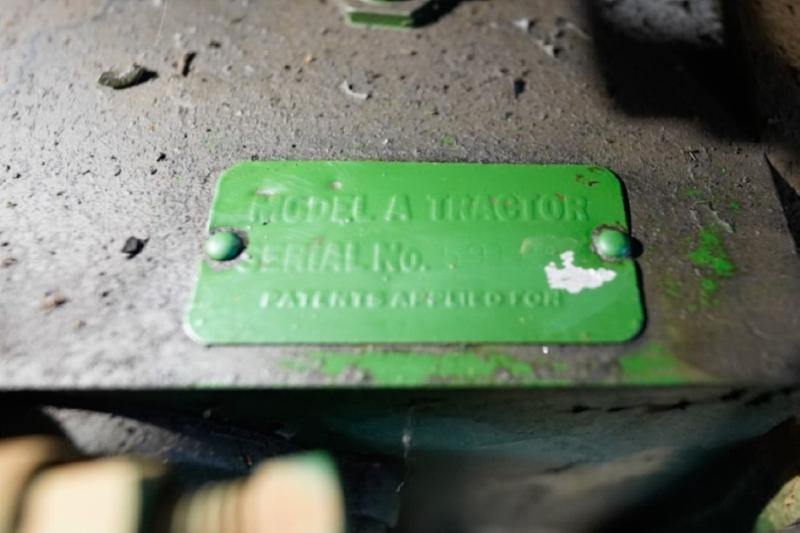 MODEL A TRACTOR
SERIAL No.
PATENTS APPLIED FOR